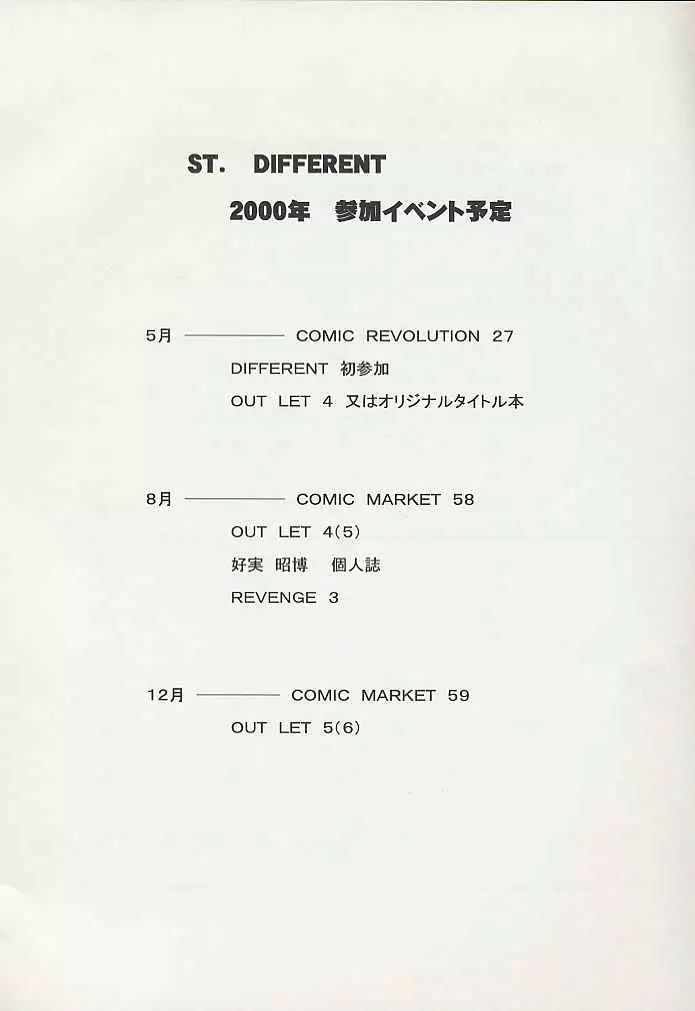 ST. DIFFERENT
2000年 参加イベント予定
5月 ――――― COMIC REVOLUTION 27
DIFFERENT 初参加
OUT LET 4 又はオリジナルタイトル本
8月 ――――― COMIC MARKET 58
OUT LET 4(5)
好実 昭博 個人誌
REVENGE 3
12月 ――――― COMIC MARKET 59
OUT LET 5(6)